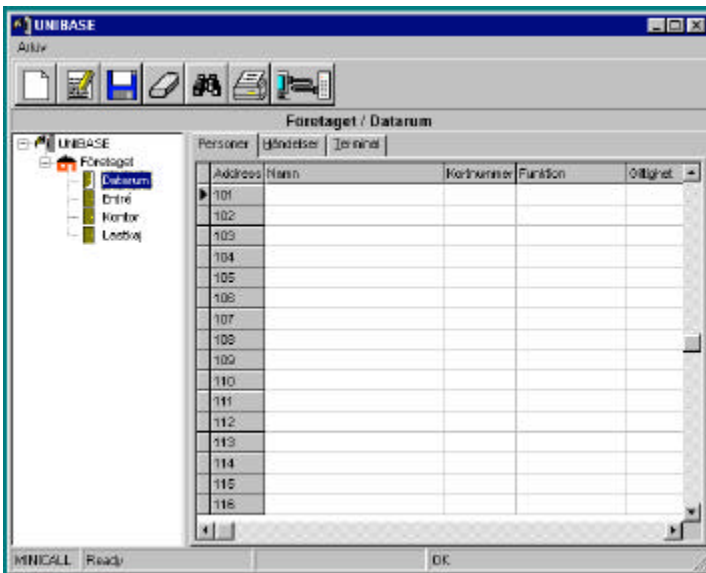 UNIBASE
Arkiv
Företaget / Datarum
UNIBASE
Företaget
Datarum
Entré
Kontor
Lastkaj
Personer Händelser Terminal
Address Namn Kortnummer Funktion Giltighet
101
102
103
104
105
106
107
108
109
110
111
112
113
114
115
116
MINICALL Ready OK